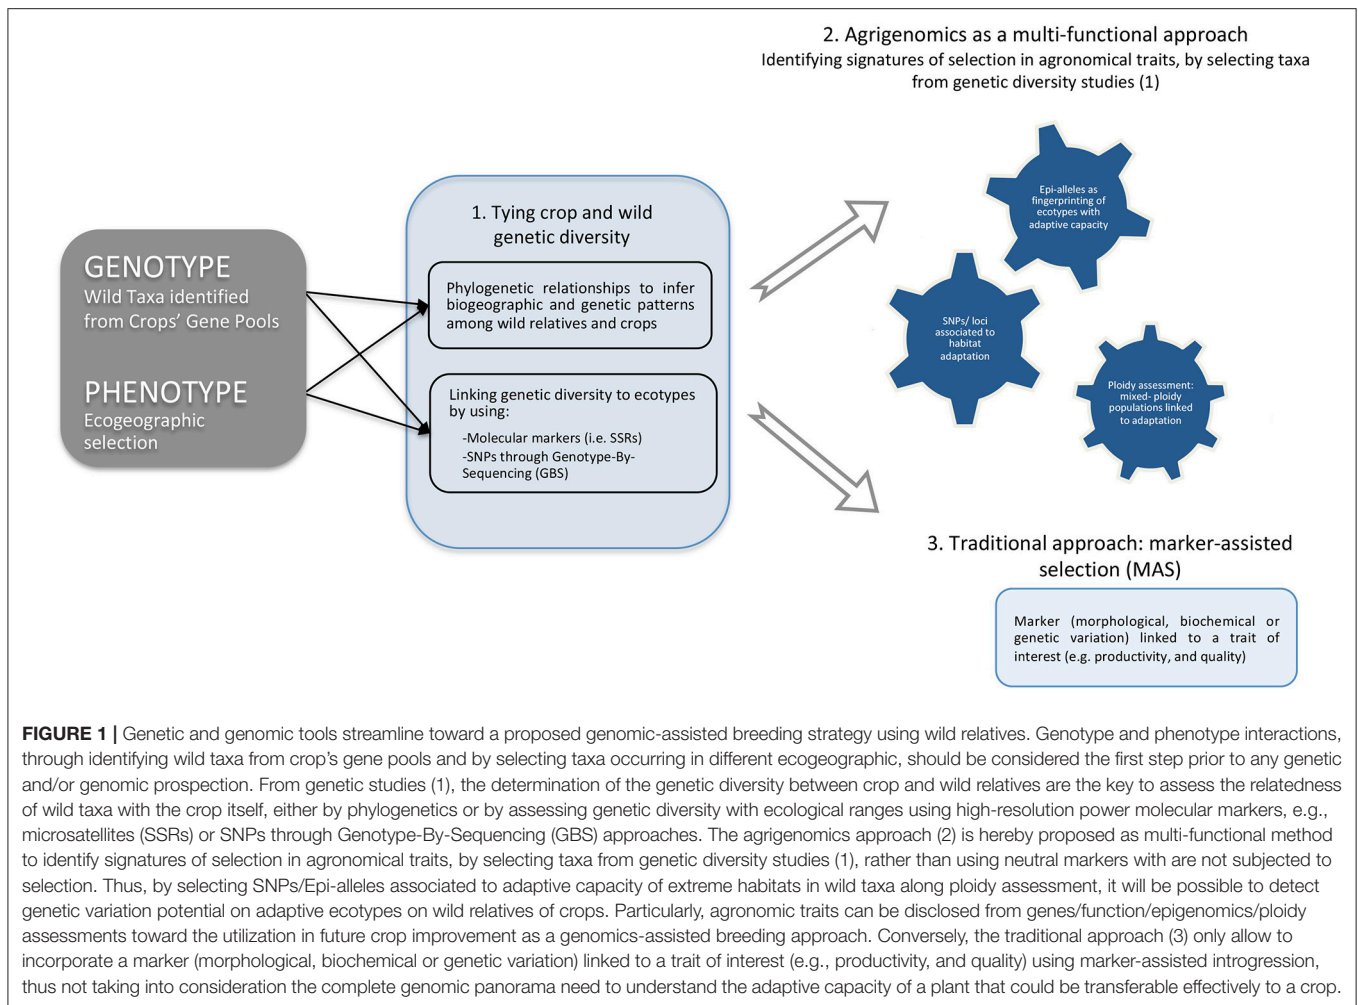 2. Agrigenomics as a multi-functional approach
Identifying signatures of selection in agronomical traits, by selecting taxa
from genetic diversity studies (1)
GENOTYPE
Wild Taxa identified
from Crops' Gene Pools
PHENOTYPE
Ecogeographic
selection
1. Tying crop and wild
genetic diversity
Phylogenetic relationships to infer
biogeographic and genetic patterns
among wild relatives and crops
Linking genetic diversity to ecotypes
by using:
-Molecular markers (i.e. SSRs)
-SNPs through Genotype-By-
Sequencing (GBS)
Epi-alleles as
fingerprinting of
ecotypes with
adaptive capacity
SNPs/ loci
associated to
habitat
adaptation
Ploidy assessment:
mixed- ploidy
populations linked
to adaptation
3. Traditional approach: marker-assisted
selection (MAS)
Marker (morphological, biochemical or
genetic variation) linked to a trait of
interest (e.g. productivity, and quality)
FIGURE 1 | Genetic and genomic tools streamline toward a proposed genomic-assisted breeding strategy using wild relatives. Genotype and phenotype interactions,
through identifying wild taxa from crop's gene pools and by selecting taxa occurring in different ecogeographic, should be considered the first step prior to any genetic
and/or genomic prospection. From genetic studies (1), the determination of the genetic diversity between crop and wild relatives are the key to assess the relatedness
of wild taxa with the crop itself, either by phylogenetics or by assessing genetic diversity with ecological ranges using high-resolution power molecular markers, e.g.,
microsatellites (SSRs) or SNPs through Genotype-By-Sequencing (GBS) approaches. The agrigenomics approach (2) is hereby proposed as multi-functional method
to identify signatures of selection in agronomical traits, by selecting taxa from genetic diversity studies (1), rather than using neutral markers with are not subjected to
selection. Thus, by selecting SNPs/Epi-alleles associated to adaptive capacity of extreme habitats in wild taxa along ploidy assessment, it will be possible to detect
genetic variation potential on adaptive ecotypes on wild relatives of crops. Particularly, agronomic traits can be disclosed from genes/function/epigenomics/ploidy
assessments toward the utilization in future crop improvement as a genomics-assisted breeding approach. Conversely, the traditional approach (3) only allow to
incorporate a marker (morphological, biochemical or genetic variation) linked to a trait of interest (e.g., productivity, and quality) using marker-assisted introgression,
thus not taking into consideration the complete genomic panorama need to understand the adaptive capacity of a plant that could be transferable effectively to a crop.